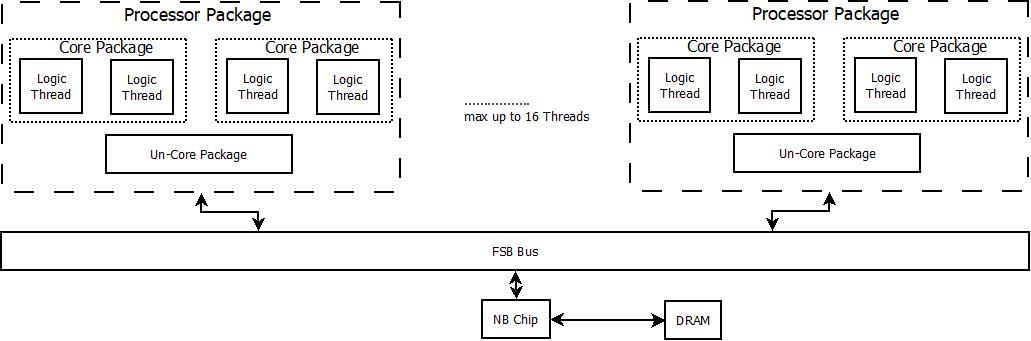 Processor Package
Processor Package
Core Package
Core Package
Core Package
Core Package
Logic
Thread
Logic
Thread
Logic
Thread
Logic
Thread
Logic
Thread
Logic
Thread
Logic
Thread
Logic
Thread
..................
max up to 16 Threads
Un-Core Package
Un-Core Package
FSB Bus
NB Chip
DRAM